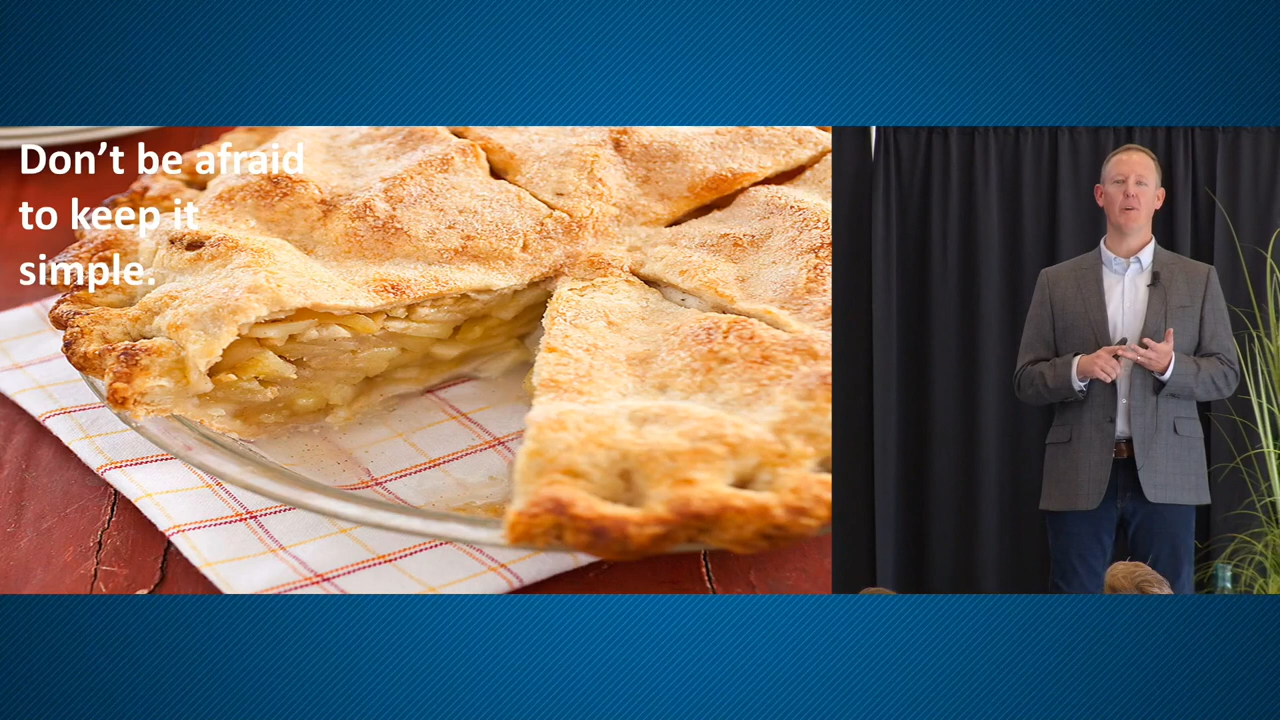 Don’t be afraid
to keep it
simple.